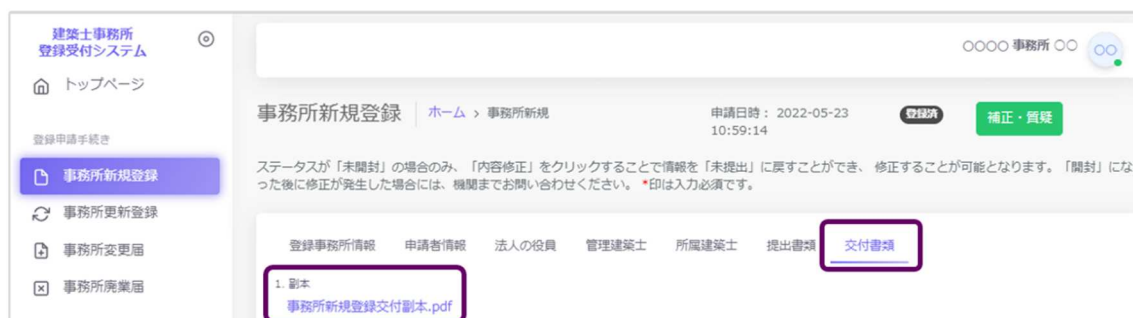 建築士事務所
登録受付システム
トップページ
登録申請手続き
事務所新規登録
事務所更新登録
事務所変更届
事務所廃業届
〇〇〇〇 事務所 〇〇
〇〇
事務所新規登録
ホーム > 事務所新規
申請日時: 2022-05-23
10:59:14
登録済
補正・質疑
ステータスが「未開封」の場合のみ、「内容修正」をクリックすることで情報を「未提出」に戻すことができ、 修正することが可能となります。「開封」にな
った後に修正が発生した場合には、機関までお問い合わせください。 *印は入力必須です。
登録事務所情報 申請者情報 法人の役員 管理建築士 所属建築士 提出書類 交付書類
1. 副本
事務所新規登録交付副本.pdf